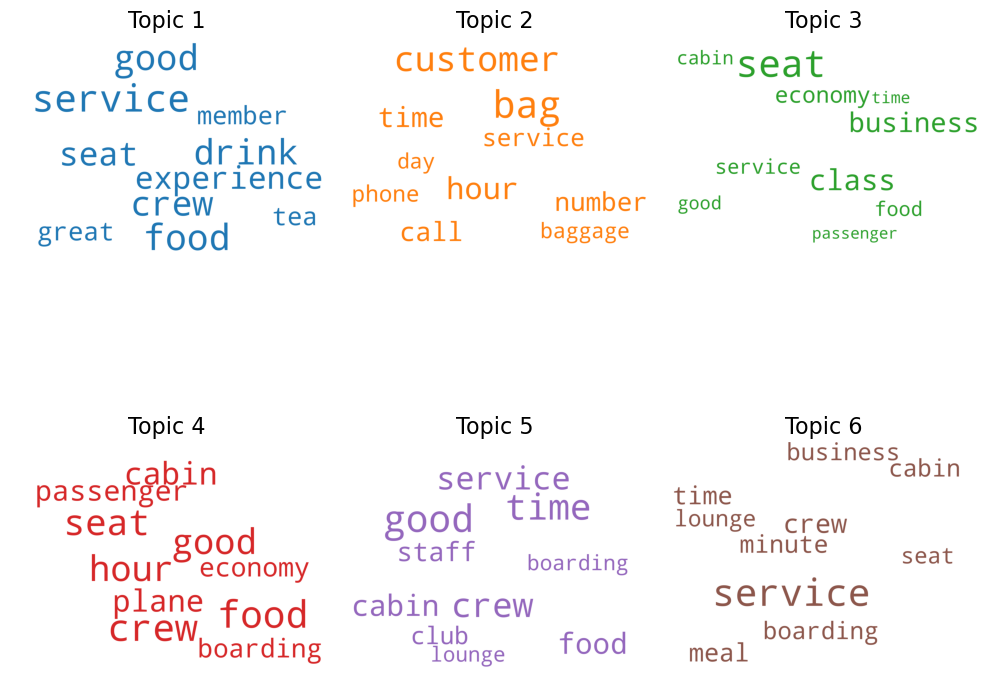 Topic 1
good
service
member
seat
drink
experience
crew
tea
great
food
Topic 2
customer
bag
time
service
day
phone
hour
number
call
baggage
Topic 3
cabin
seat
economy
time
business
service
class
good
food
passenger
Topic 4
cabin
passenger
seat
good
hour
economy
plane
food
crew
boarding
Topic 5
service
time
good
staff
boarding
cabin
crew
club
food
lounge
Topic 6
business
cabin
time
lounge
crew
minute
seat
service
boarding
meal